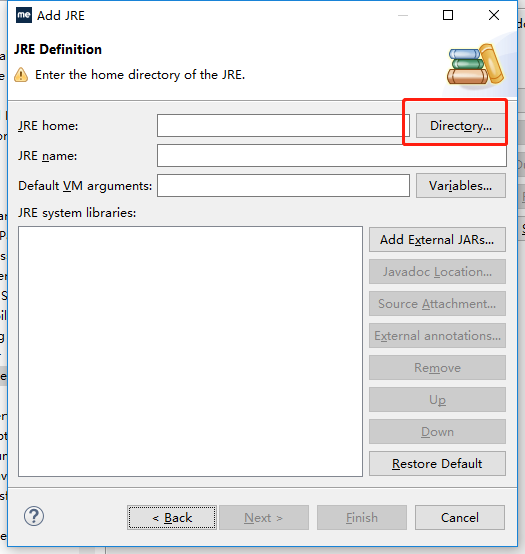 me Add JRE
JRE Definition
Enter the home directory of the JRE.
JRE home:
Directory...
JRE name:
Default VM arguments:
Variables...
JRE system libraries:
Add External JARs...
Javadoc Location...
Source Attachment...
External annotations...
Remove
Up
Down
Restore Default
?
< Back
Next >
Finish
Cancel